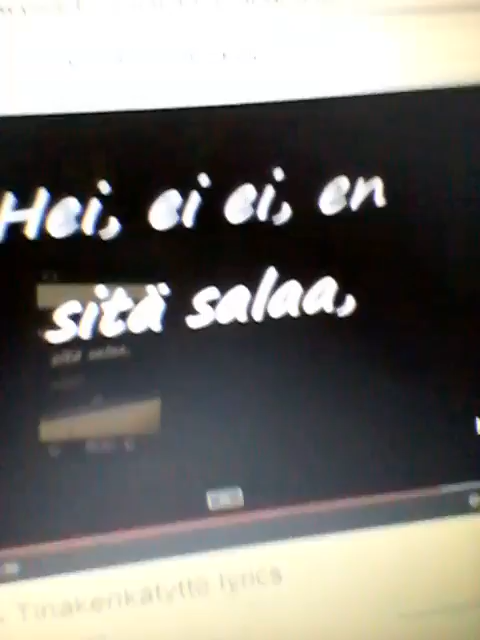 Hei, ei ei, en
sitä salaa,
Tinakenkätyttö lyrics